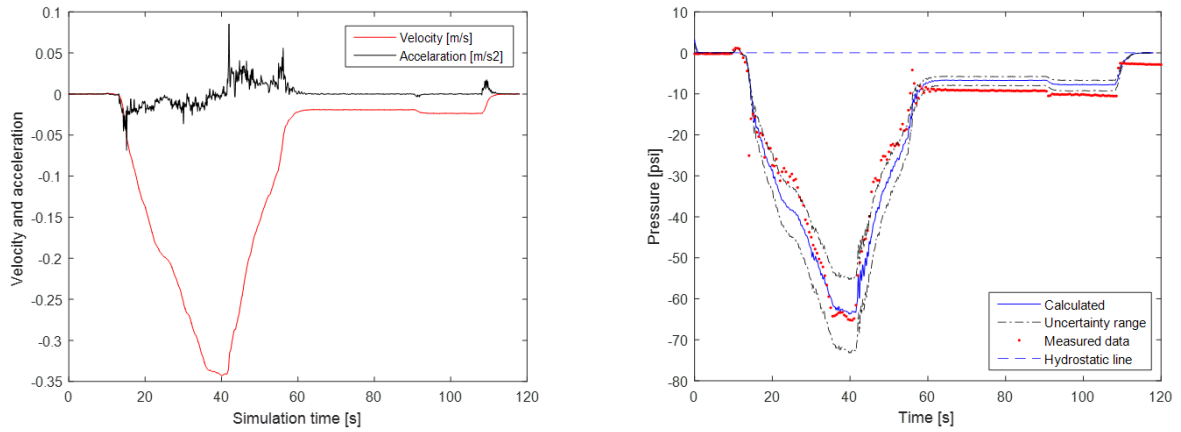 0.1
0.05
0
-0.05
-0.1
-0.15
-0.2
-0.25
-0.3
-0.35
0 20 40 60 80 100 120
Velocity and acceleration
Simulation time [s]
Velocity [m/s]
Accelaration [m/s2]
10
0
-10
-20
-30
-40
-50
-60
-70
-80
0 20 40 60 80 100 120
Pressure [psi]
Time [s]
Calculated
Uncertainty range
Measured data
Hydrostatic line